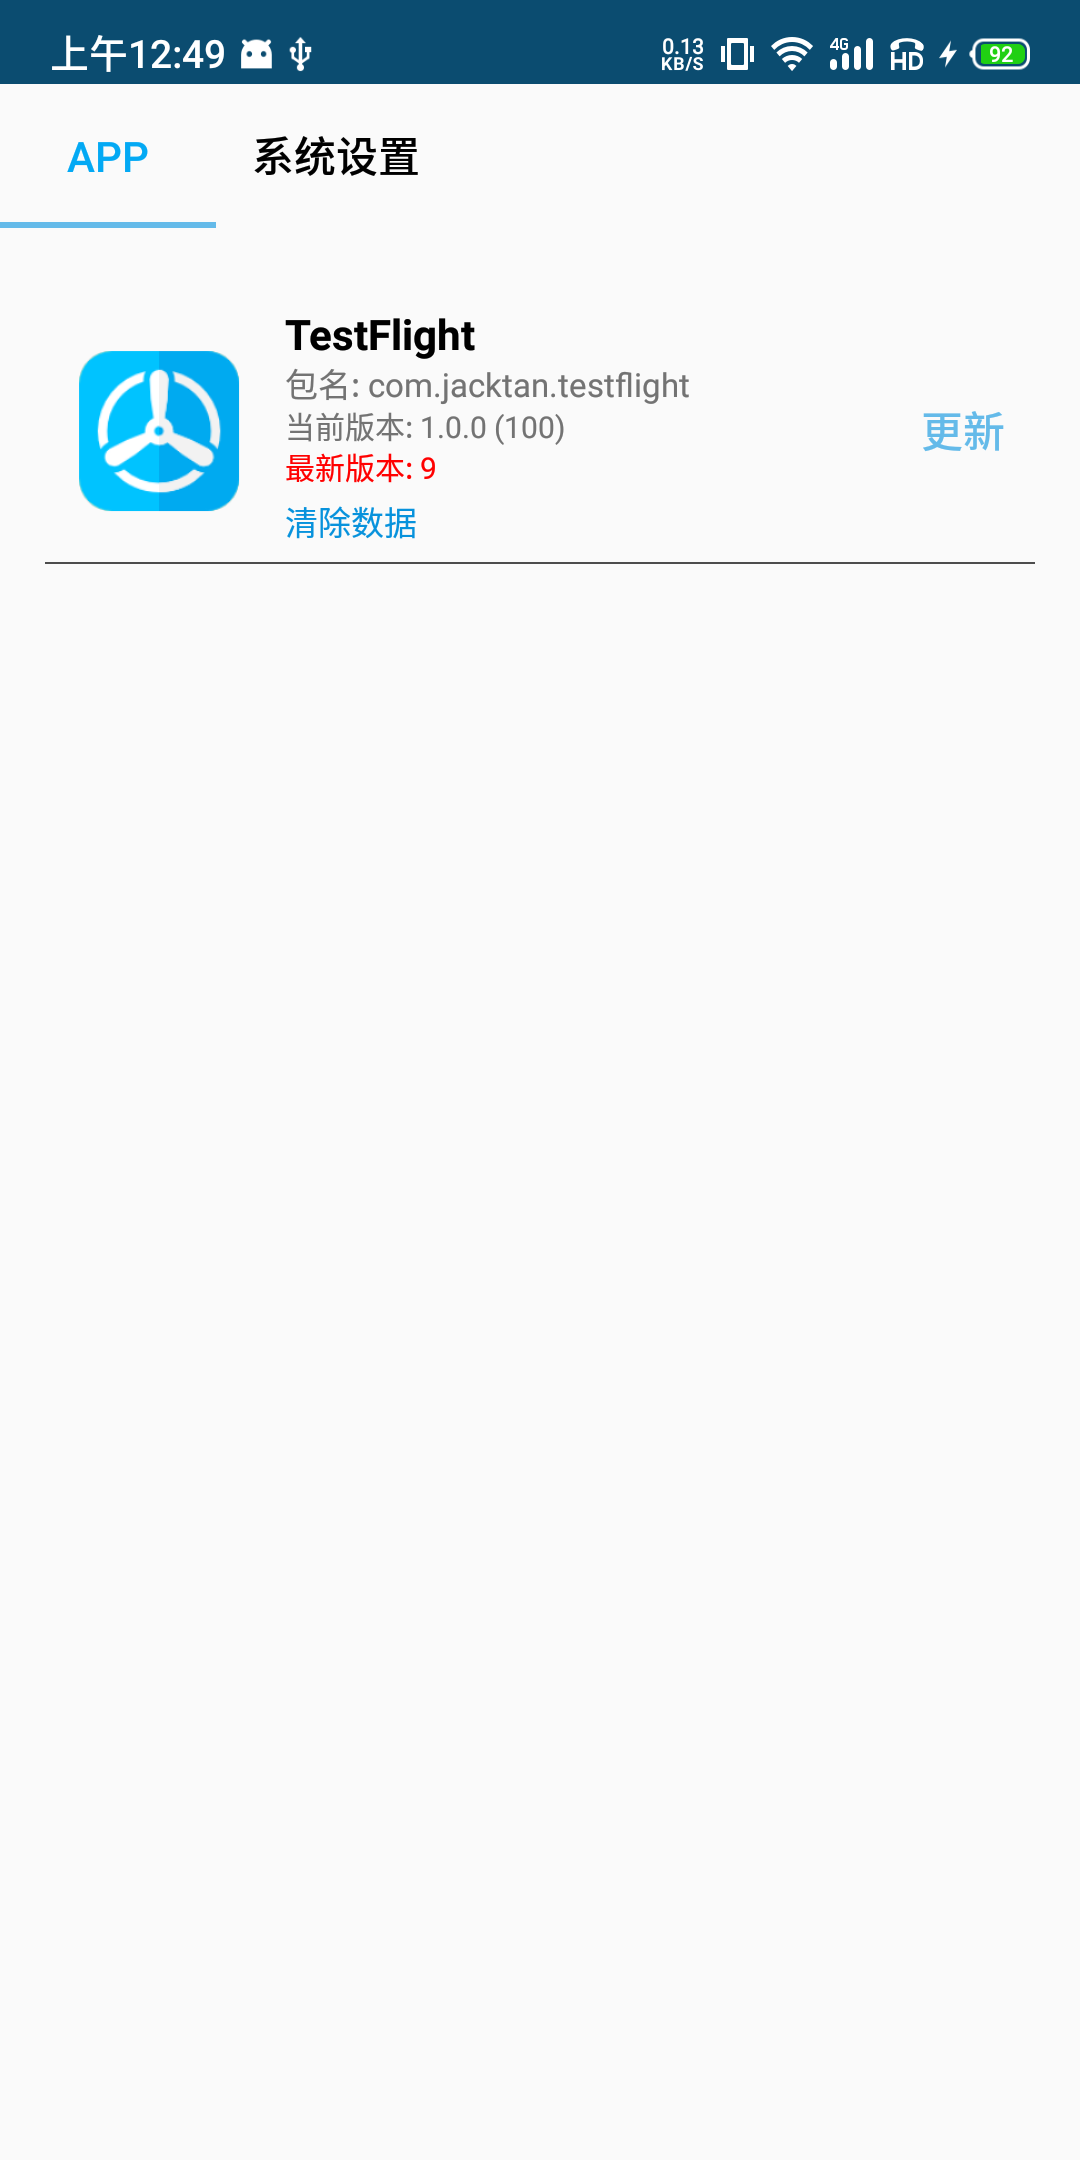 上午12:49 0.13 KB/S 4G HD 92
APP 系统设置
TestFlight
包名: com.jacktan.testflight
当前版本: 1.0.0 (100)
更新
最新版本: 9
清除数据